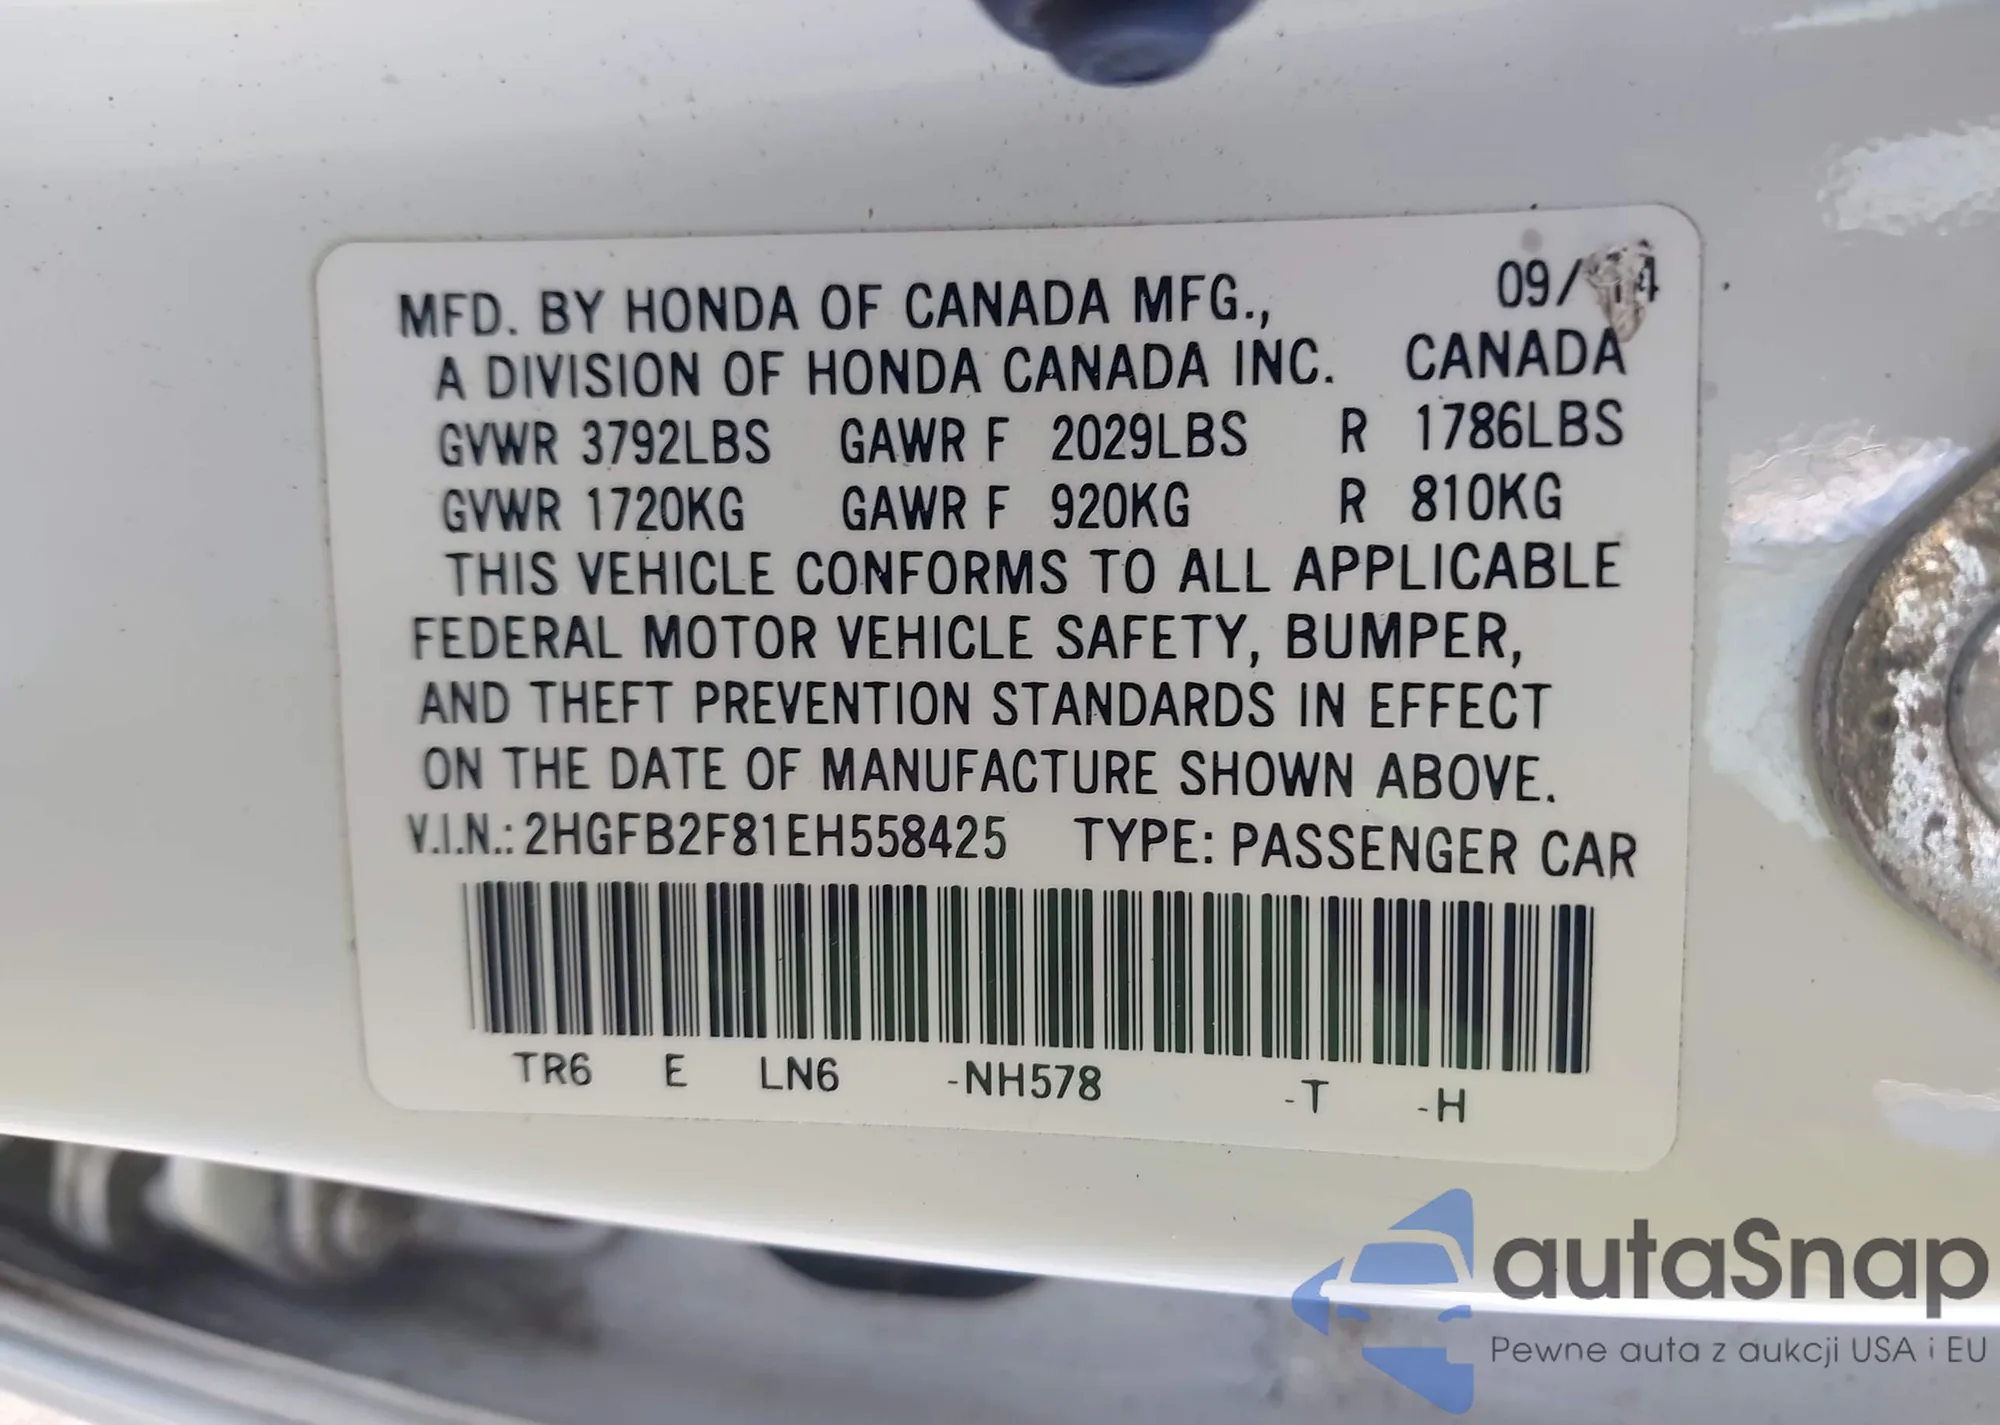 MFD. BY HONDA OF CANADA MFG., 09/14
A DIVISION OF HONDA CANADA INC. CANADA
GVWR 3792LBS GAWR F 2029LBS R 1786LBS
GVWR 1720KG GAWR F 920KG R 810KG
THIS VEHICLE CONFORMS TO ALL APPLICABLE
FEDERAL MOTOR VEHICLE SAFETY, BUMPER,
AND THEFT PREVENTION STANDARDS IN EFFECT
ON THE DATE OF MANUFACTURE SHOWN ABOVE.
V.I.N.: 2HGFB2F81EH558425 TYPE: PASSENGER CAR
TR6 E LN6 -NH578 -T -H
autaSnap
Pewne auta z aukcji USA i EU